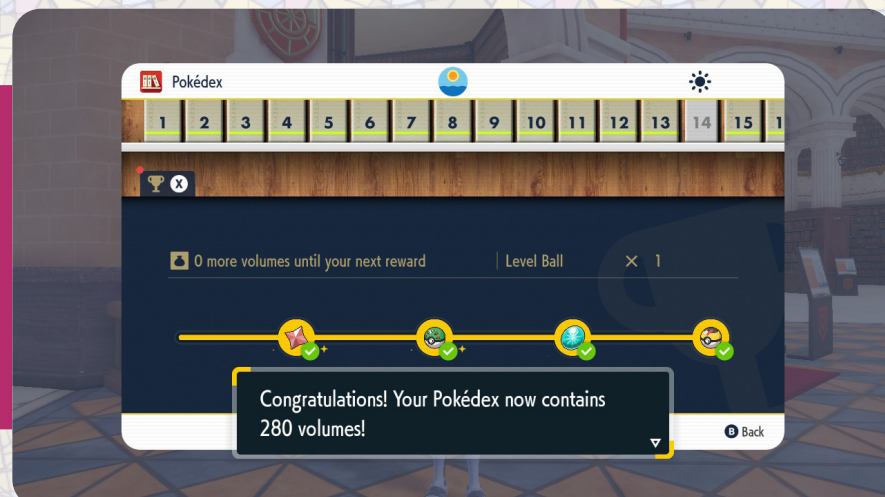 Pokédex
1 2 3 4 5 6 7 8 9 10 11 12 13 14 15 1
X
0 more volumes until your next reward Level Ball × 1
Congratulations! Your Pokédex now contains
280 volumes!
B Back